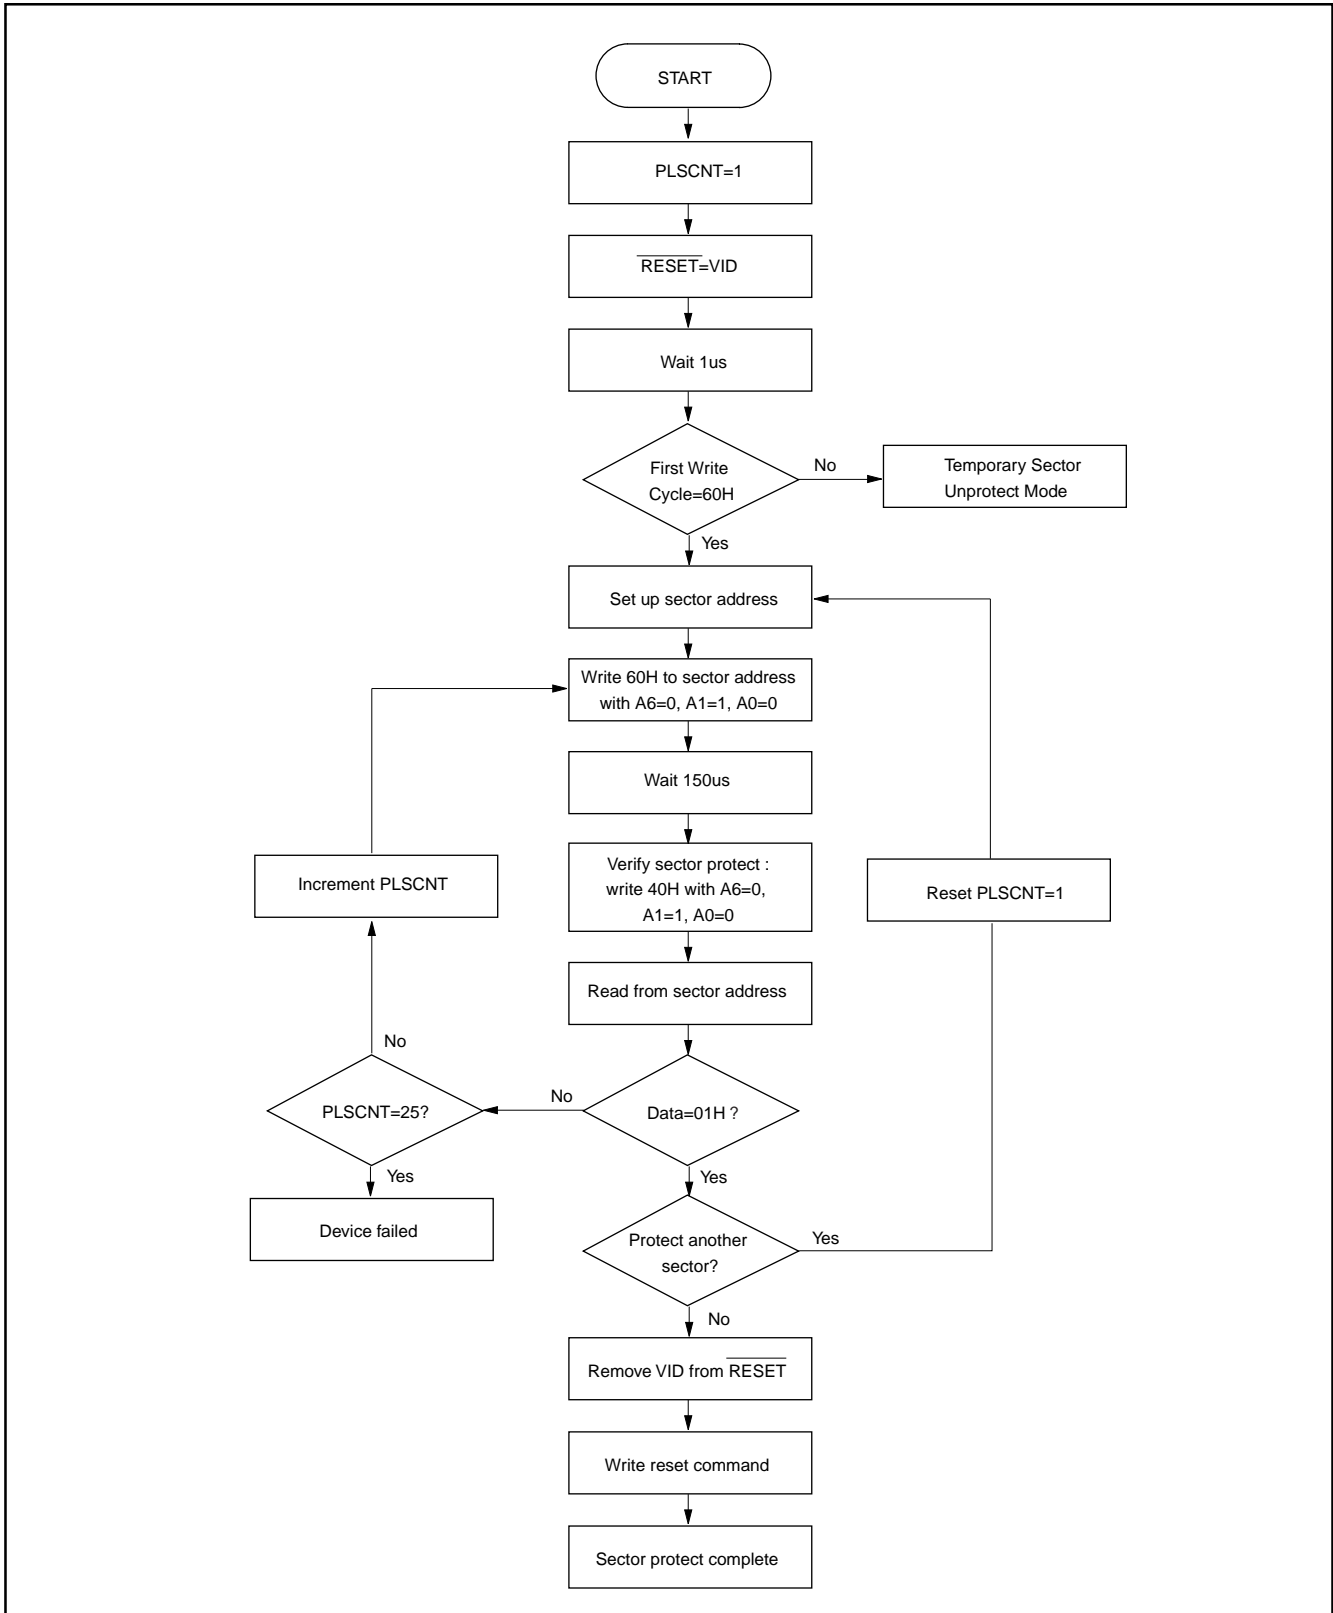 START
PLSCNT=1
RESET=VID
Wait 1us
First Write
Cycle=60H
No
Temporary Sector
Unprotect Mode
Yes
Set up sector address
Write 60H to sector address
with A6=0, A1=1, A0=0
Wait 150us
Verify sector protect :
write 40H with A6=0,
A1=1, A0=0
Increment PLSCNT
Reset PLSCNT=1
Read from sector address
No
PLSCNT=25?
No
Data=01H ?
Yes
Yes
Device failed
Protect another
sector?
Yes
No
Remove VID from RESET
Write reset command
Sector protect complete